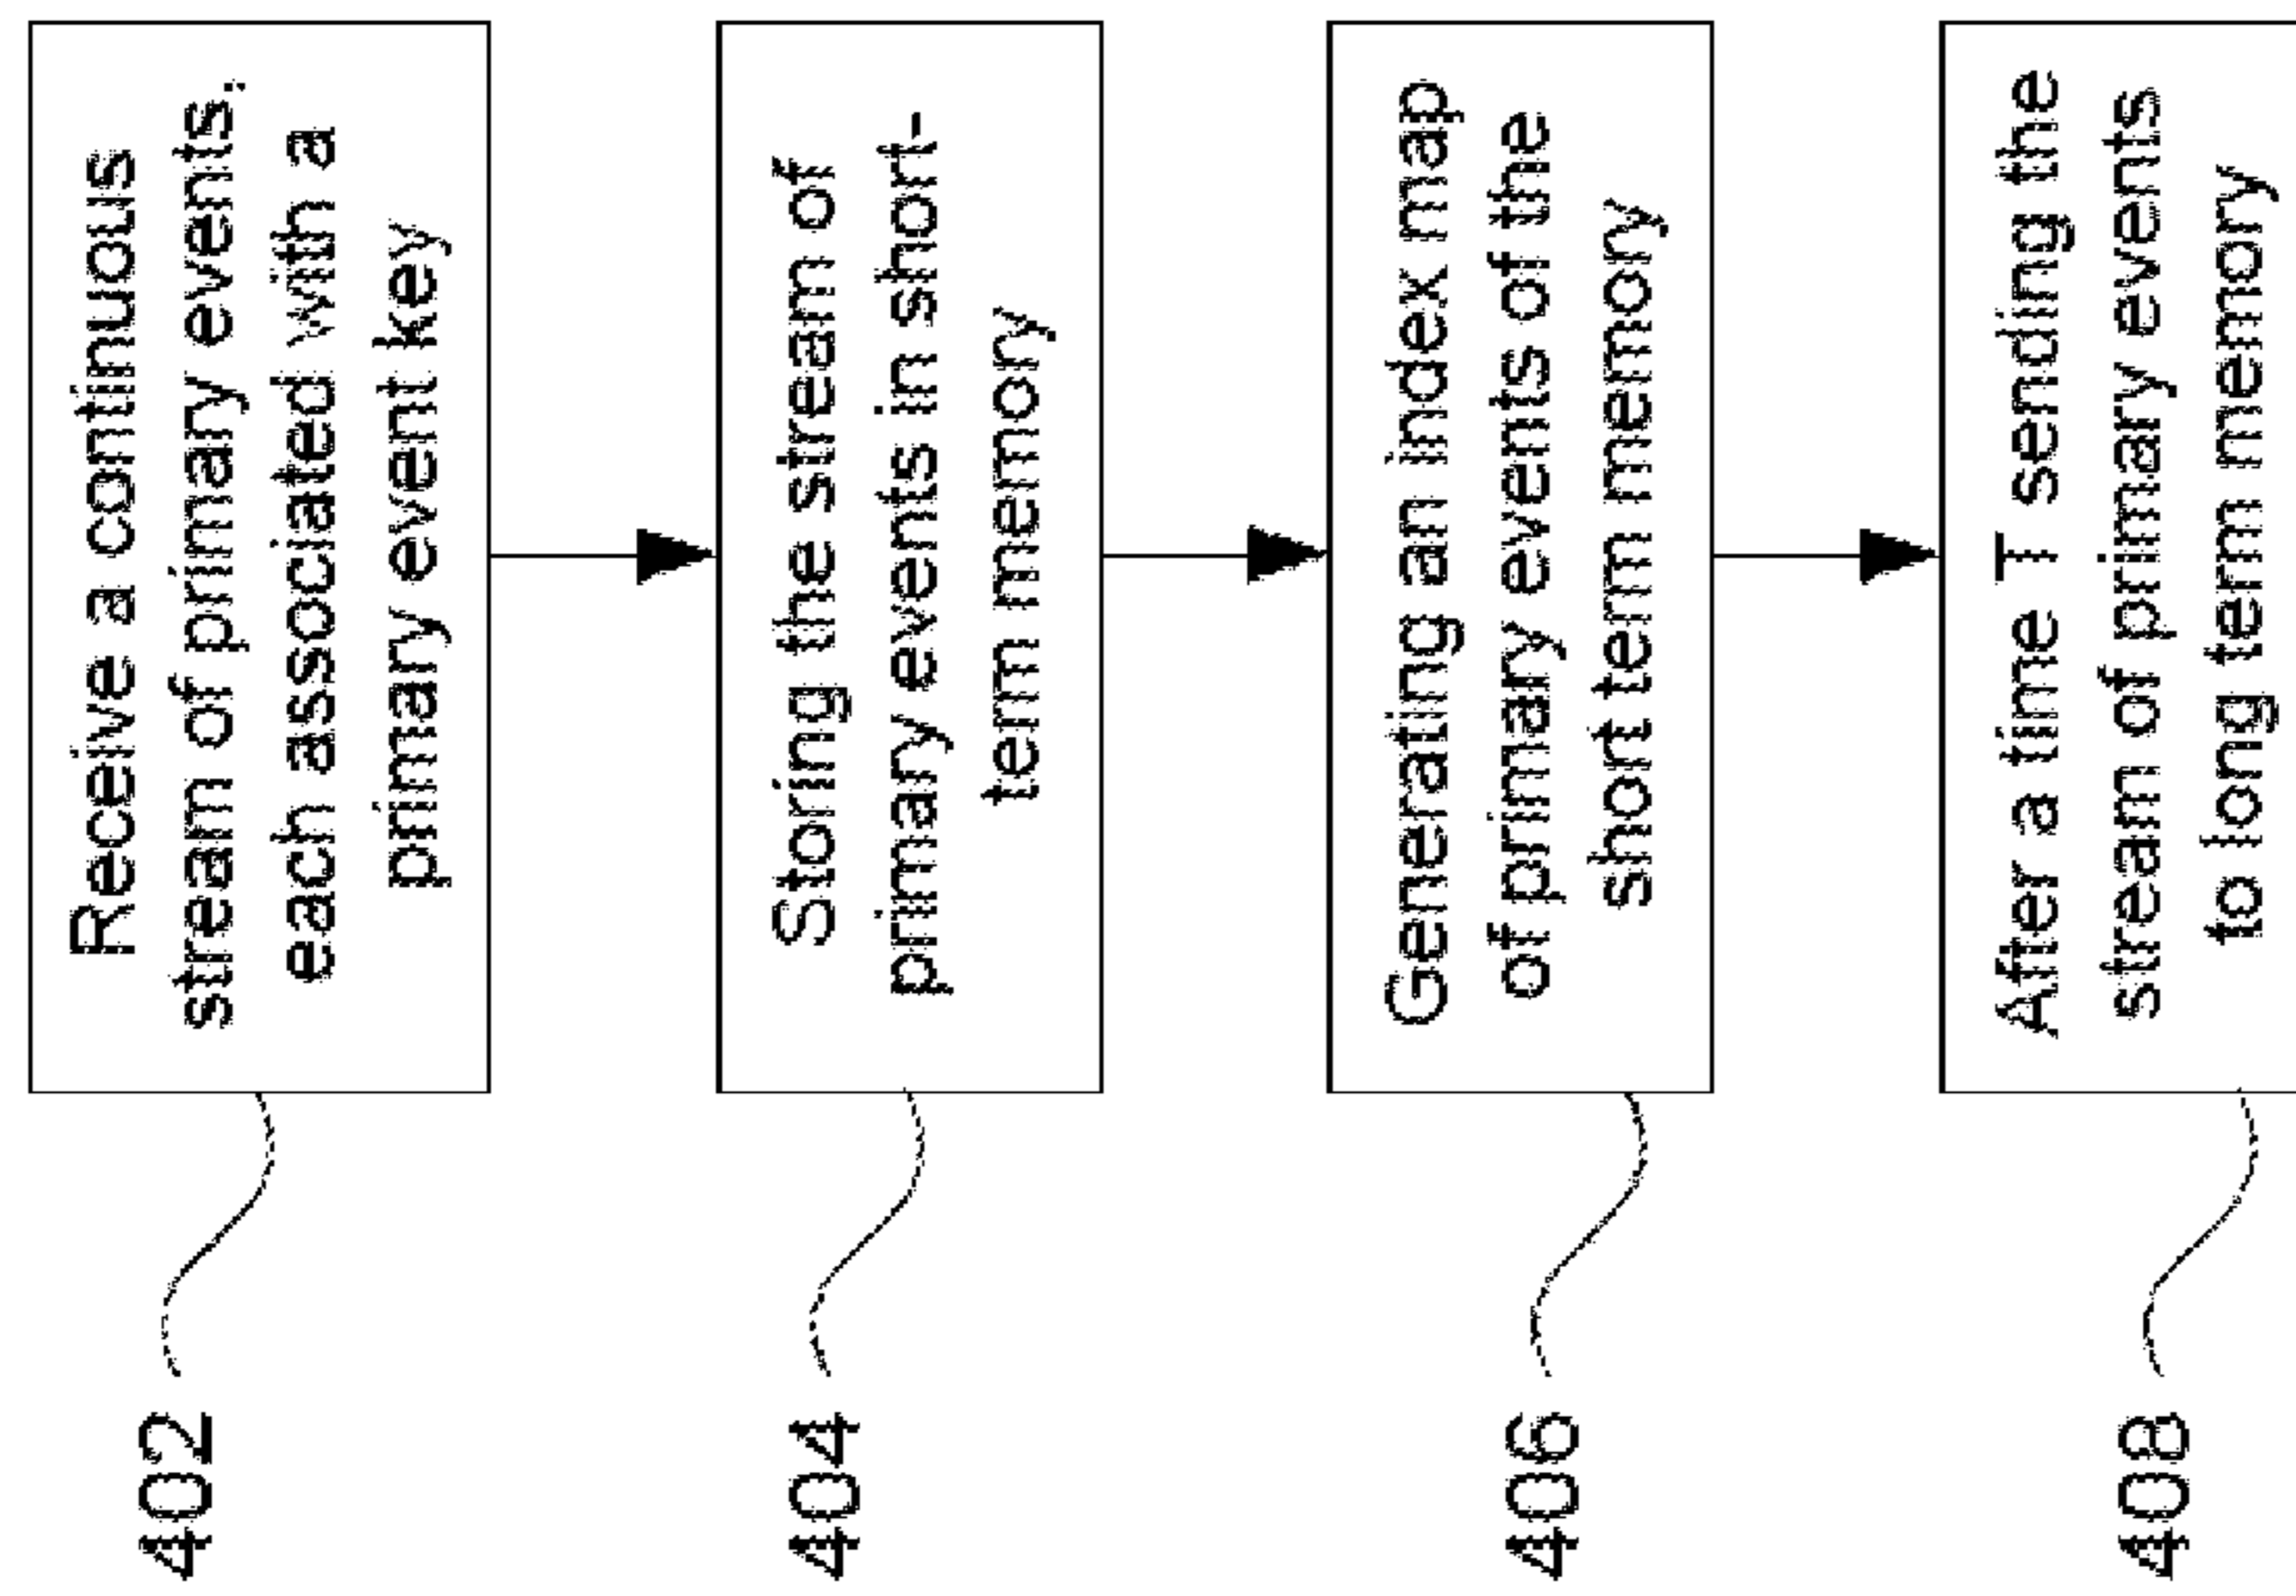 402
Receive a continuous
stream of primary events,
each associated with a
primary event key
404
Storing the stream of
primary events in short-
term memory
406
Generating an index map
of primary events of the
short term memory
408
After a time T sending the
stream of primary events
to long term memory